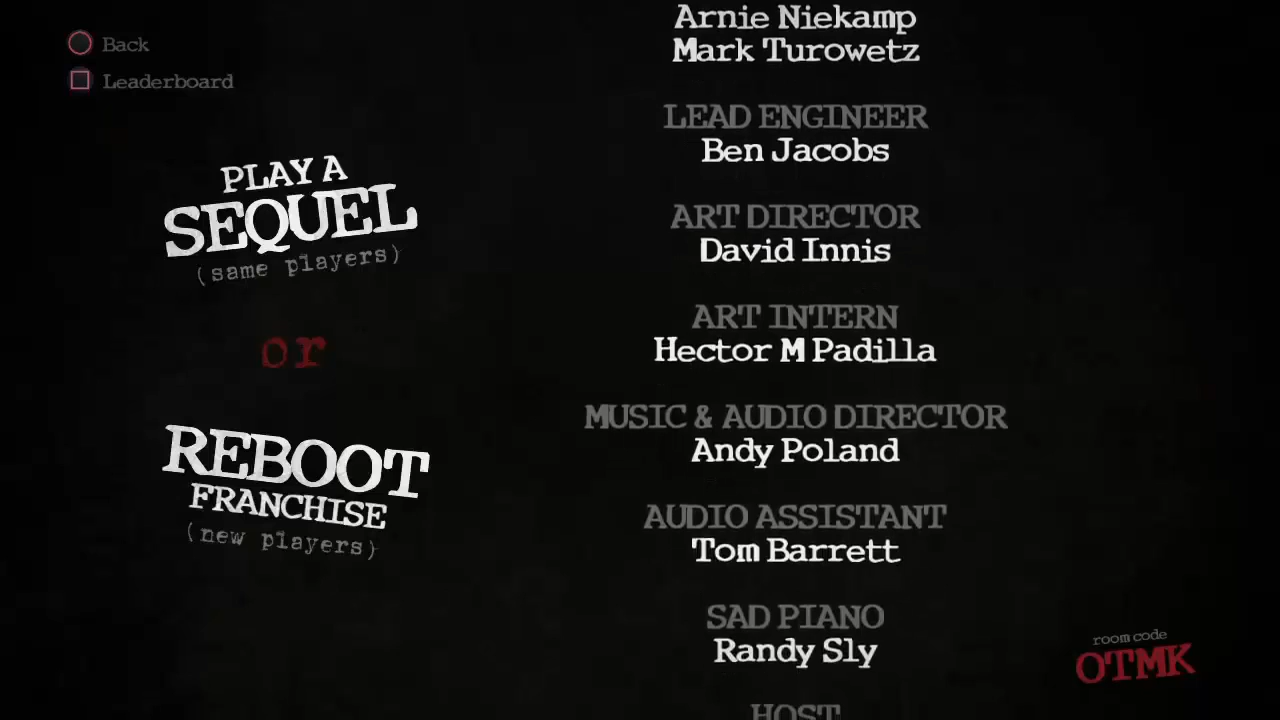 Back
Leaderboard
PLAY A
SEQUEL
(same players)
or
REBOOT
FRANCHISE
(new players)
Arnie Niekamp
Mark Turowetz
LEAD ENGINEER
Ben Jacobs
ART DIRECTOR
David Innis
ART INTERN
Hector M Padilla
MUSIC & AUDIO DIRECTOR
Andy Poland
AUDIO ASSISTANT
Tom Barrett
SAD PIANO
Randy Sly
HOST
room code
OTMK